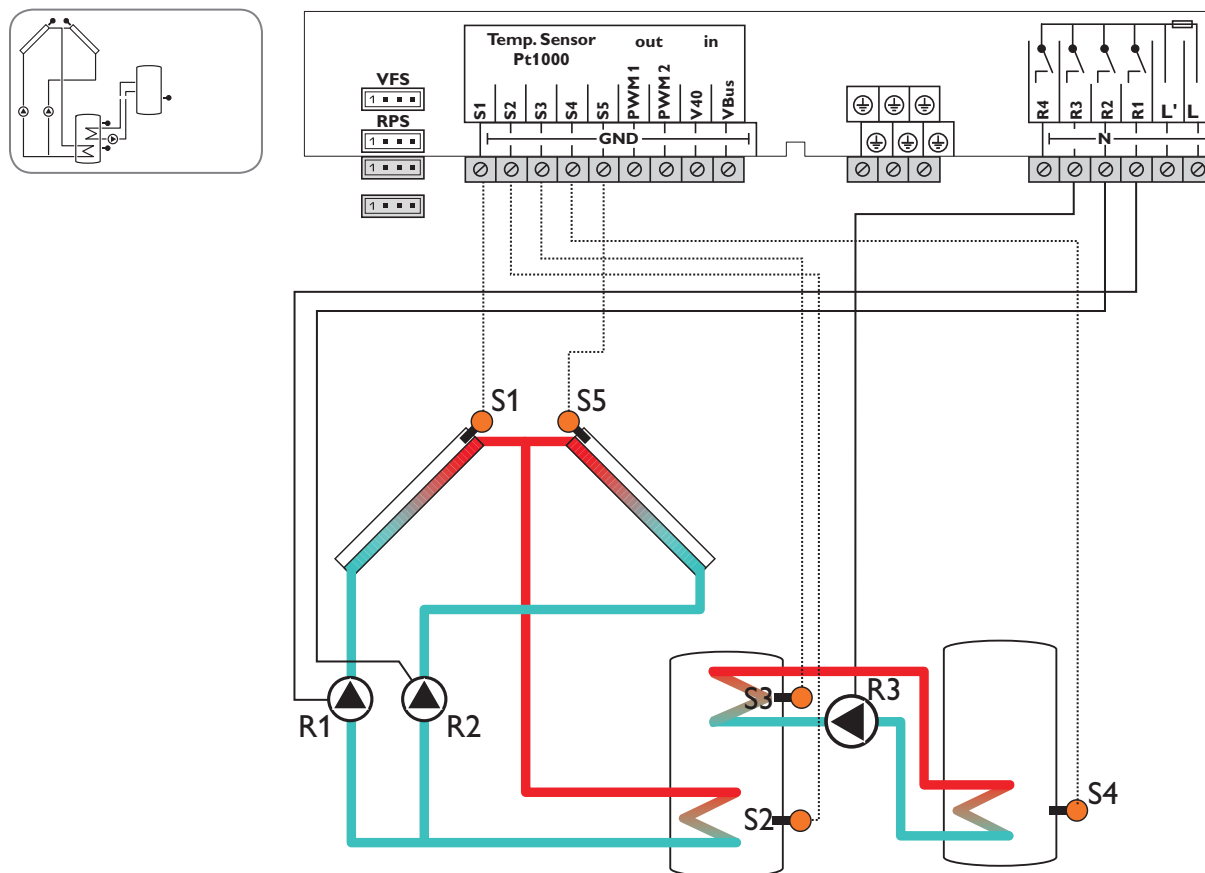 Temp. Sensor out in
Pt1000
VFS
1
RPS
1
1
1
S1 S2 S3 S4 S5 PWM 1 PWM 2 V40 VBus
GND
R4 R3 R2 R1 L' L
N
S1 S5
S3 R3
R1 R2
S2 S4